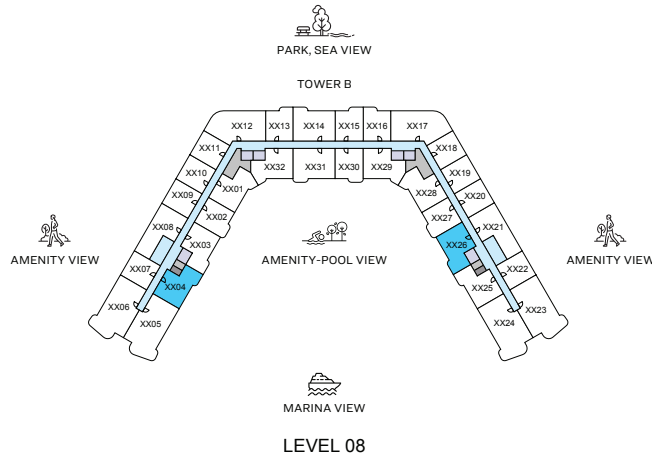 PARK, SEA VIEW
TOWER B
XX12
XX13
XX14
XX15
XX16
XX17
XX11
XX18
XX32
XX31
XX30
XX29
XX10
XX01
XX28
XX19
XX09
XX20
XX02
XX27
XX08
XX21
XX03
XX26
AMENITY VIEW
AMENITY-POOL VIEW
AMENITY VIEW
XX07
XX22
XX04
XX25
XX06
XX05
XX24
XX23
MARINA VIEW
LEVEL 08